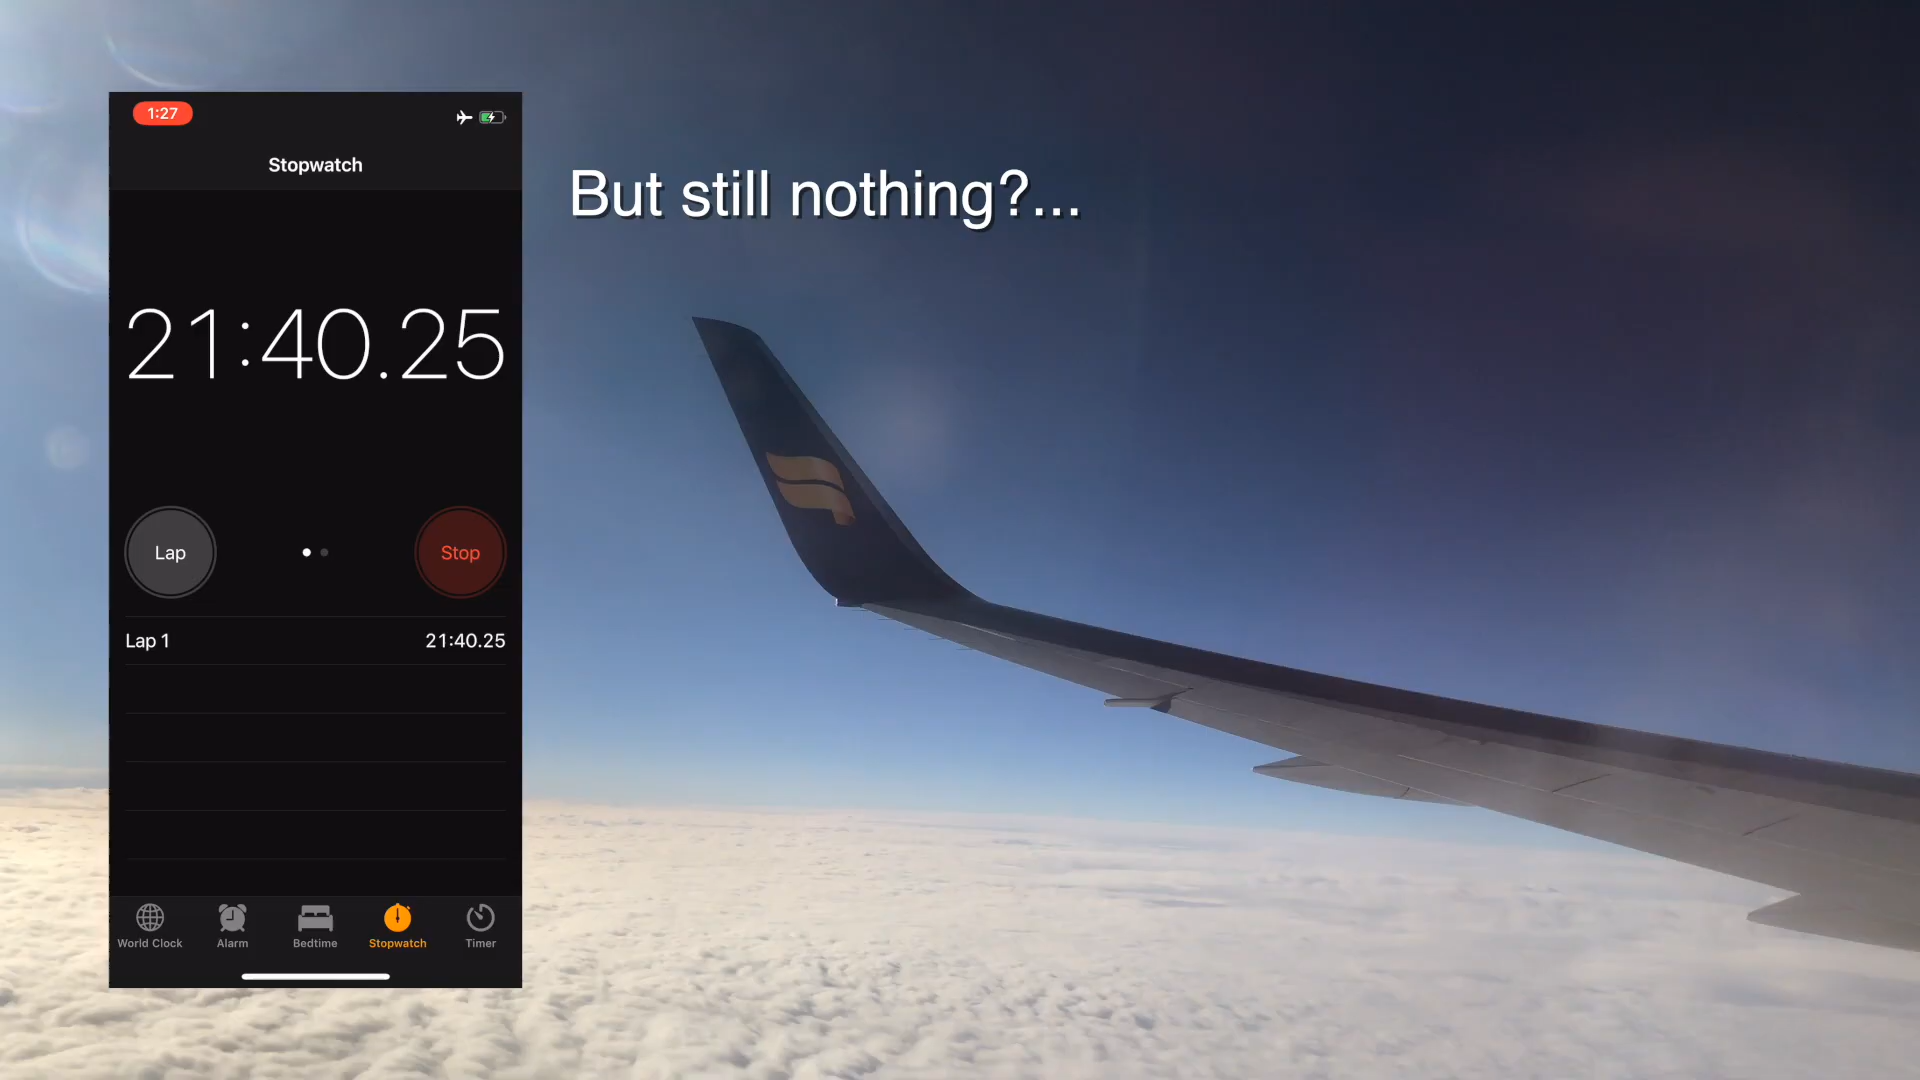 1:27
Stopwatch
But still nothing?...
21:40.25
Lap
Stop
Lap 1 21:40.25
World Clock Alarm Bedtime Stopwatch Timer